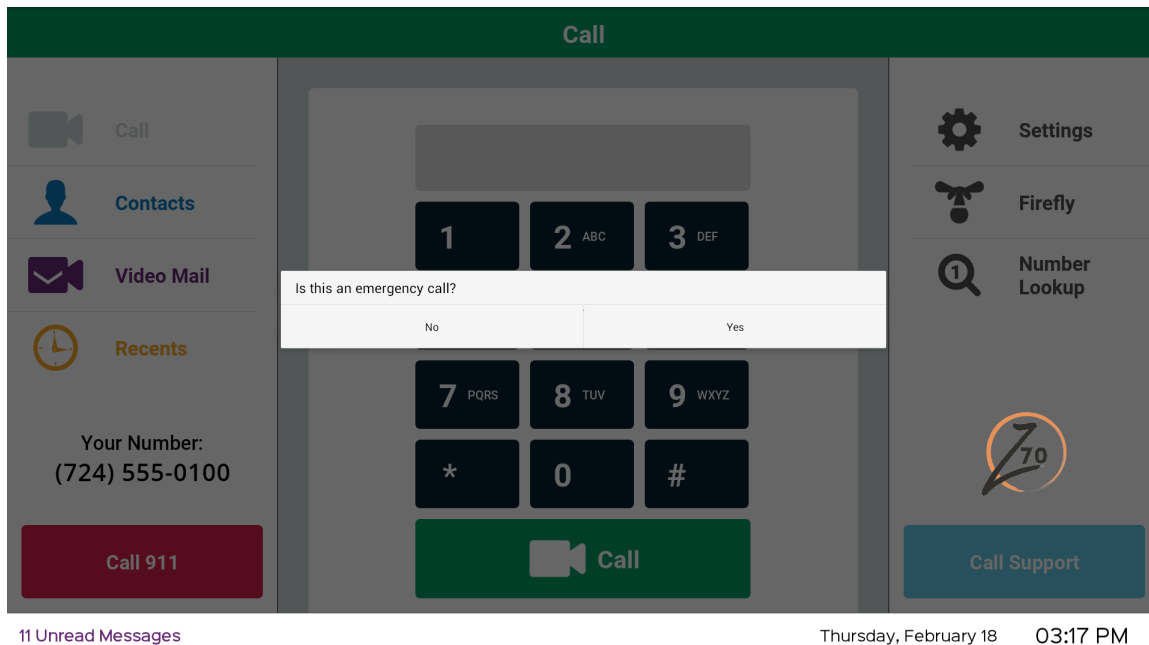 Call
Call
Contacts
Video Mail
Recents
Your Number:
(724) 555-0100
Call 911
1
2 ABC
3 DEF
Is this an emergency call?
No
Yes
7 PQRS
8 TUV
9 WXYZ
*
0
#
Call
Settings
Firefly
1
Number
Lookup
Z70
Call Support
11 Unread Messages
Thursday, February 18
03:17 PM